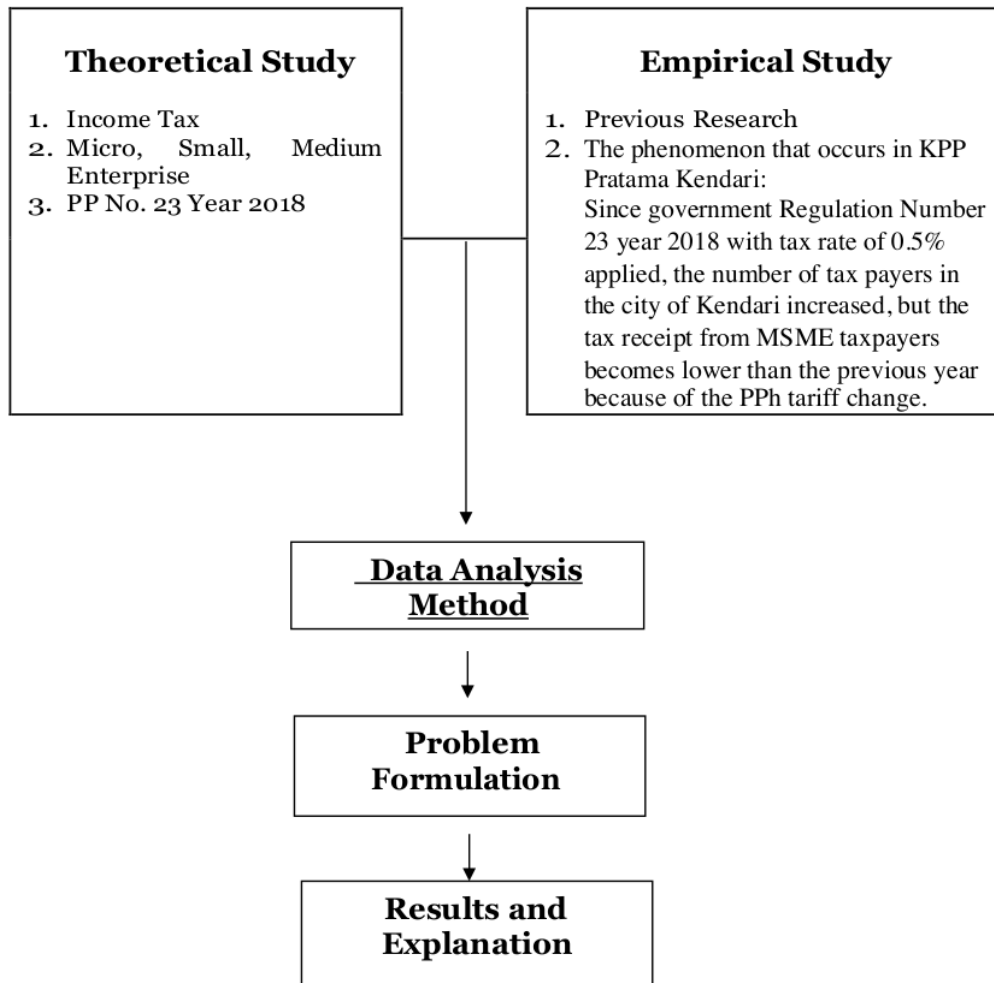 Theoretical Study
1. Income Tax
2. Micro, Small, Medium
Enterprise
3. PP No. 23 Year 2018
Empirical Study
1. Previous Research
2. The phenomenon that occurs in KPP
Pratama Kendari:
Since government Regulation Number
23 year 2018 with tax rate of 0.5%
applied, the number of tax payers in
the city of Kendari increased, but the
tax receipt from MSME taxpayers
becomes lower than the previous year
because of the PPh tariff change.
Data Analysis
Method
Problem
Formulation
Results and
Explanation